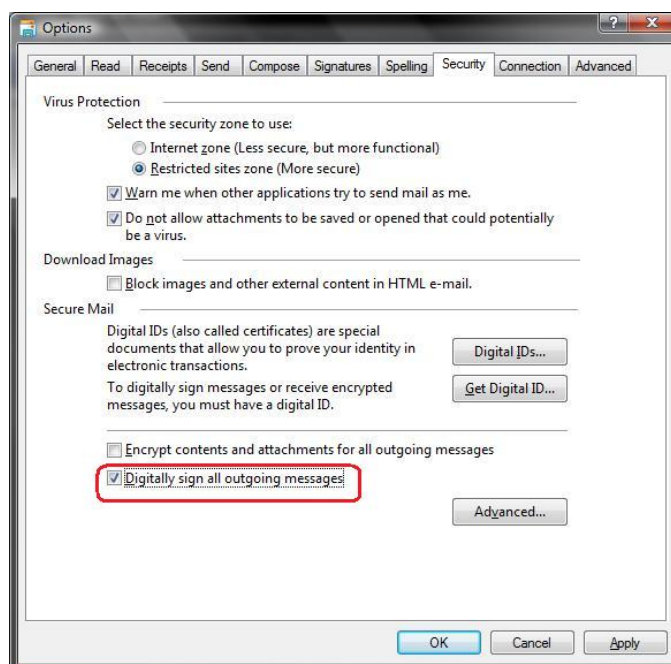 Options
General Read Receipts Send Compose Signatures Spelling Security Connection Advanced
Virus Protection
Select the security zone to use:
Internet zone (Less secure, but more functional)
Restricted sites zone (More secure)
Warn me when other applications try to send mail as me.
Do not allow attachments to be saved or opened that could potentially
be a virus.
Download Images
Block images and other external content in HTML e-mail.
Secure Mail
Digital IDs (also called certificates) are special
documents that allow you to prove your identity in
electronic transactions.
Digital IDs...
To digitally sign messages or receive encrypted
messages, you must have a digital ID.
Get Digital ID...
Encrypt contents and attachments for all outgoing messages
Digitally sign all outgoing messages
Advanced...
OK Cancel Apply